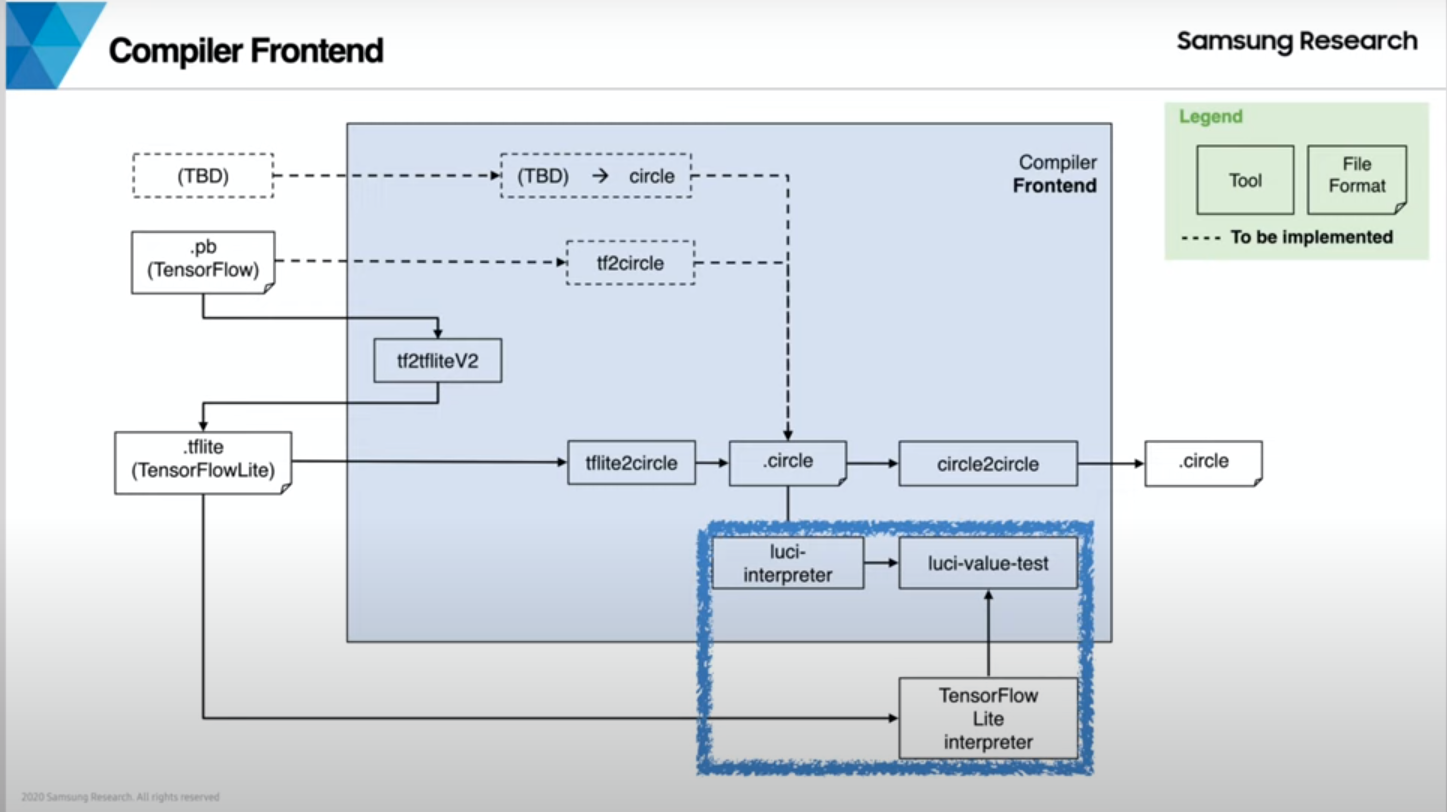 Compiler Frontend
Samsung Research
Legend
Tool
File
Format
To be implemented
Compiler
Frontend
(TBD)
(TBD) → circle
.pb
(TensorFlow)
tf2circle
tf2tfliteV2
.tflite
(TensorFlowLite)
tflite2circle
.circle
circle2circle
.circle
luci-
interpreter
luci-value-test
TensorFlow
Lite
interpreter
2020 Samsung Research. All rights reserved